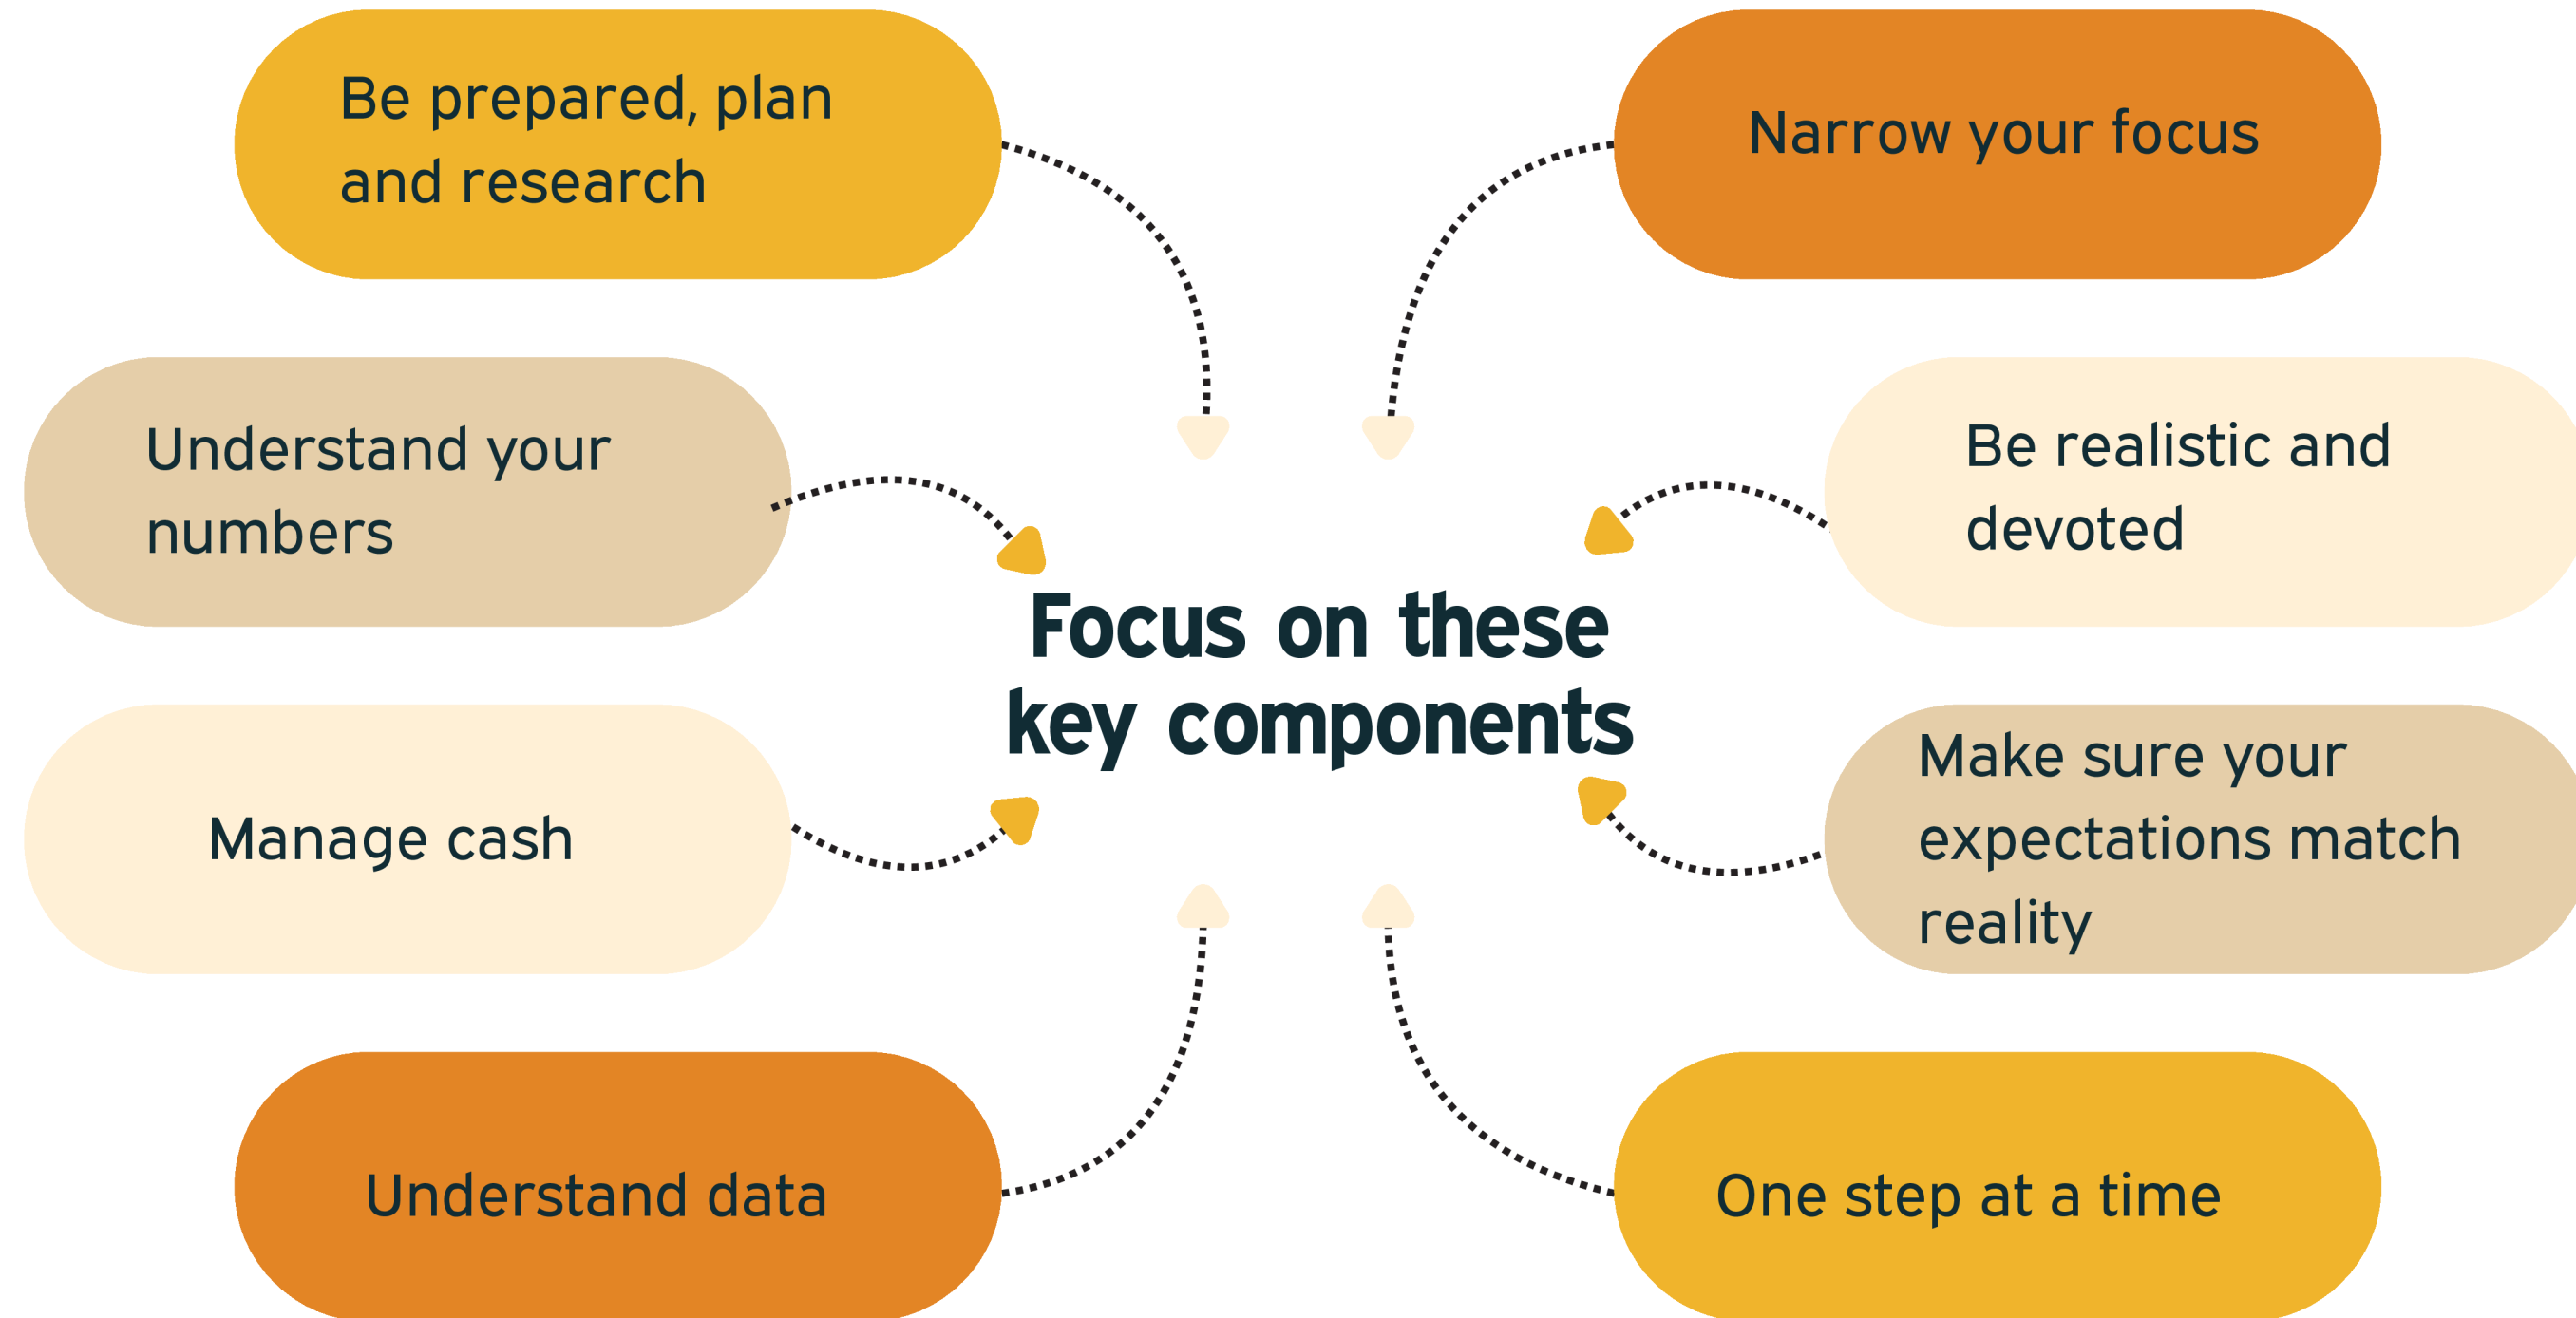 Be prepared, plan
and research
Understand your
numbers
Manage cash
Understand data
Focus on these
key components
Narrow your focus
Be realistic and
devoted
Make sure your
expectations match
reality
One step at a time